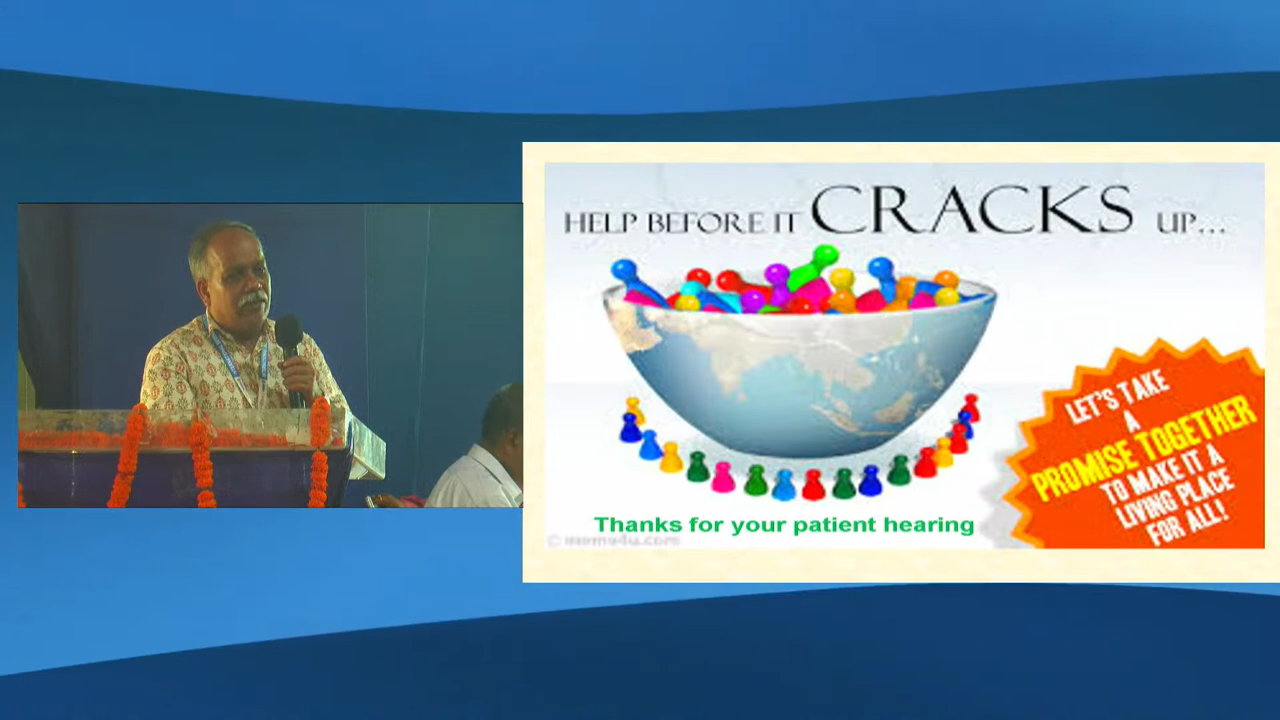 HELP BEFORE IT CRACKS UP...
LET'S TAKE
A
PROMISE TOGETHER
TO MAKE IT A
LIVING PLACE
FOR ALL!
Thanks for your patient hearing